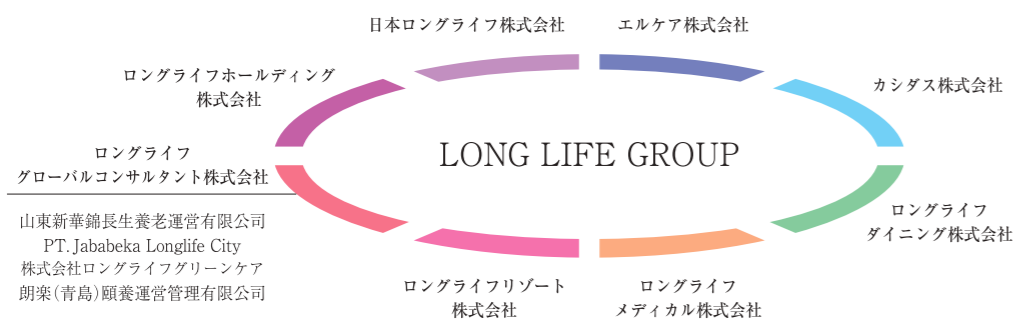 日本ロングライフ株式会社
エルケア株式会社
ロングライフホールディング
株式会社
カシダス株式会社
LONG LIFE GROUP
ロングライフ
グローバルコンサルタント株式会社
山東新華錦長生養老運営有限公司
PT. Jababeka Longlife City
株式会社ロングライフグリーンケア
朗楽(青島)頤養運営管理有限公司
ロングライフ
ダイニング株式会社
ロングライフリゾート
株式会社
ロングライフ
メディカル株式会社